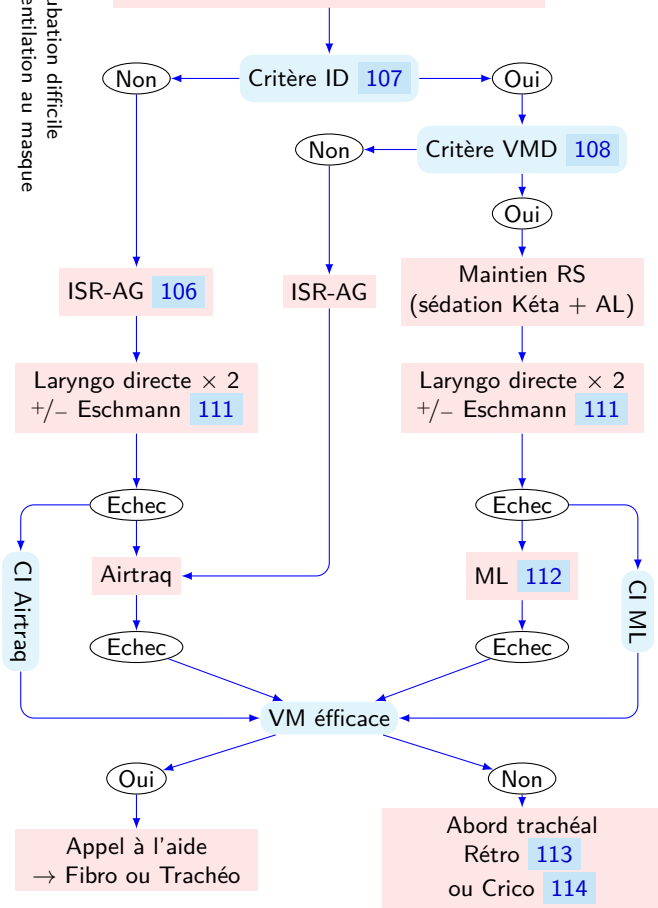 ubation difficile
entilation au masque
Non
Critère ID 107
Oui
Non
Critère VMD 108
Oui
ISR-AG 106
ISR-AG
Maintien RS
(sédation Kéta + AL)
Laryngo directe × 2
+/– Eschmann 111
Laryngo directe × 2
+/– Eschmann 111
Echec
Echec
CI Airtraq
Airtraq
ML 112
CI ML
Echec
Echec
VM éfficace
Oui
Non
Appel à l'aide
→ Fibro ou Trachéo
Abord trachéal
Rétro 113
ou Crico 114